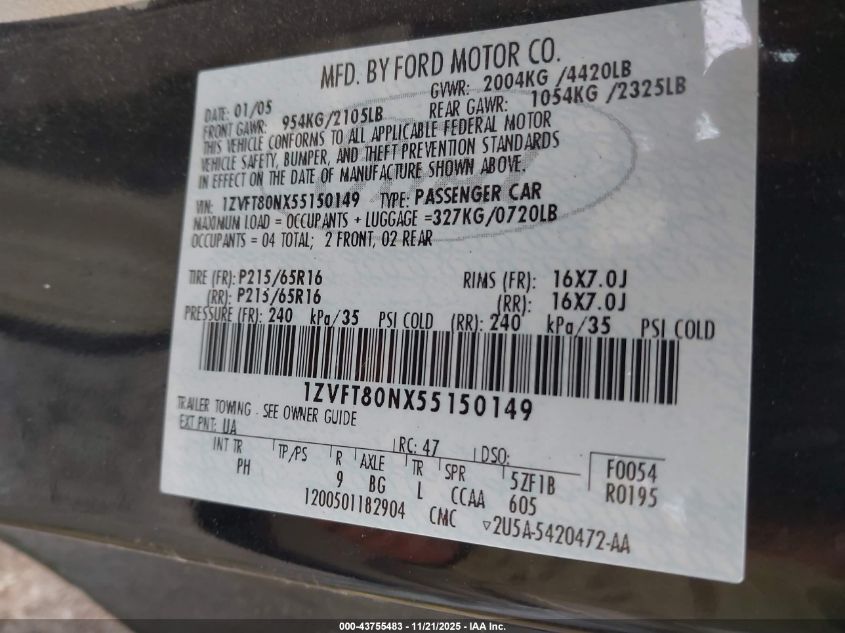 MFD. BY FORD MOTOR CO.
DATE: 01/05 GVWR: 2004KG /4420LB
FRONT GAWR: 954KG/2105LB REAR GAWR: 1054KG /2325LB
THIS VEHICLE CONFORMS TO ALL APPLICABLE FEDERAL MOTOR
VEHICLE SAFETY, BUMPER, AND THEFT PREVENTION STANDARDS
IN EFFECT ON THE DATE OF MANUFACTURE SHOWN ABOVE.
VIN: 1ZVFT80NX55150149 TYPE: PASSENGER CAR
MAXIMUM LOAD = OCCUPANTS + LUGGAGE =327KG/0720LB
OCCUPANTS = 04 TOTAL; 2 FRONT, 02 REAR
TIRE (FR): P215/65R16 RIMS (FR): 16X7.0J
(RR): P215/65R16 (RR): 16X7.0J
PRESSURE (FR): 240 kPa/35 PSI COLD (RR): 240 kPa/35 PSI COLD
1ZVFT80NX55150149
TRAILER TOWING - SEE OWNER GUIDE
EXT PNT: UA RC: 47 DSO: F0054
INT TR TP/PS R AXLE TR SPR 5ZF1B R0195
PH 9 BG L CCAA 605
1200501182904 CMC ▽2U5A-5420472-AA
000-43755483 - 11/21/2025 - IAA Inc.